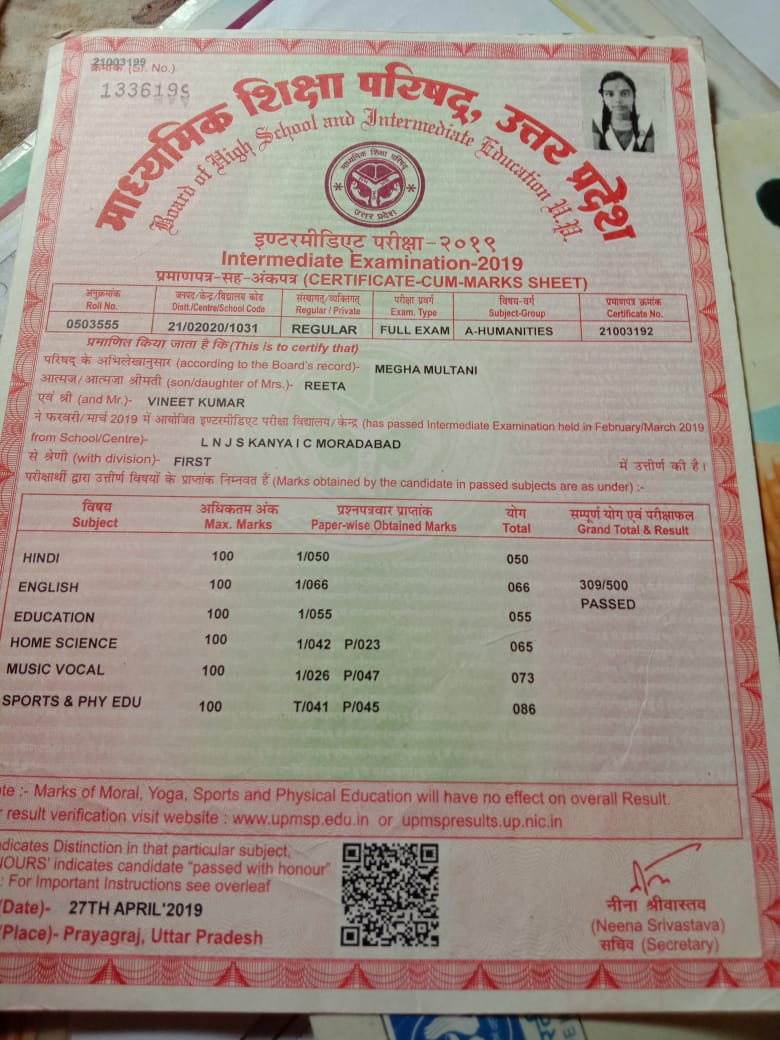 21003199
क्रमांक (Sr. No.)
1336199
माध्यमिक शिक्षा परिषद्, उत्तर प्रदेश
Board of High School and Intermediate Education U.P.
माध्यमिक शिक्षा परिषद्
उत्तर प्रदेश
इण्टरमीडिएट परीक्षा-२०१९
Intermediate Examination-2019
प्रमाणपत्र-सह-अंकपत्र (CERTIFICATE-CUM-MARKS SHEET)
अनुक्रमांक जनपद/केन्द्र/विद्यालय कोड संस्थागत/व्यक्तिगत् परीक्षा प्रवर्ग विषय-वर्ग प्रमाणपत्र क्रमांक
Roll No. Distt./Centre/School Code Regular / Private Exam. Type Subject-Group Certificate No.
0503555 21/02020/1031 REGULAR FULL EXAM A-HUMANITIES 21003192
प्रमाणित किया जाता है कि (This is to certify that)
परिषद् के अभिलेखानुसार (according to the Board's record)- MEGHA MULTANI
आत्मज/आत्मजा श्रीमती (son/daughter of Mrs.)- REETA
एवं श्री (and Mr.)- VINEET KUMAR
ने फरवरी/मार्च 2019 में आयोजित इण्टरमीडिएट परीक्षा विद्यालय/केन्द्र (has passed Intermediate Examination held in February/March 2019
from School/Centre)- L N J S KANYA I C MORADABAD
से श्रेणी (with division)- FIRST में उत्तीर्ण की है।
परीक्षार्थी द्वारा उत्तीर्ण विषयों के प्राप्तांक निम्नवत हैं (Marks obtained by the candidate in passed subjects are as under) :-
विषय अधिकतम अंक प्रश्नपत्रवार प्राप्तांक योग सम्पूर्ण योग एवं परीक्षाफल
Subject Max. Marks Paper-wise Obtained Marks Total Grand Total & Result
HINDI 100 1/050 050
ENGLISH 100 1/066 066 309/500
PASSED
EDUCATION 100 1/055 055
HOME SCIENCE 100 1/042 P/023 065
MUSIC VOCAL 100 1/026 P/047 073
SPORTS & PHY EDU 100 T/041 P/045 086
te :- Marks of Moral, Yoga, Sports and Physical Education will have no effect on overall Result.
r result verification visit website : www.upmsp.edu.in or upmspresults.up.nic.in
dicates Distinction in that particular subject,
OURS' indicates candidate "passed with honour"
: For Important Instructions see overleaf
(Date)- 27TH APRIL'2019
(Place)- Prayagraj, Uttar Pradesh
नीना श्रीवास्तव
(Neena Srivastava)
सचिव (Secretary)